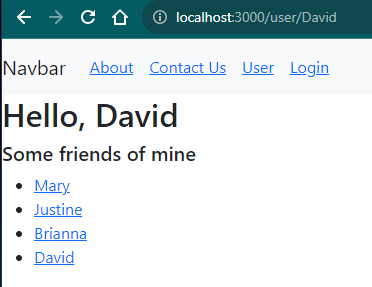 localhost:3000/user/David
Navbar About Contact Us User Login
Hello, David
Some friends of mine
Mary
Justine
Brianna
David